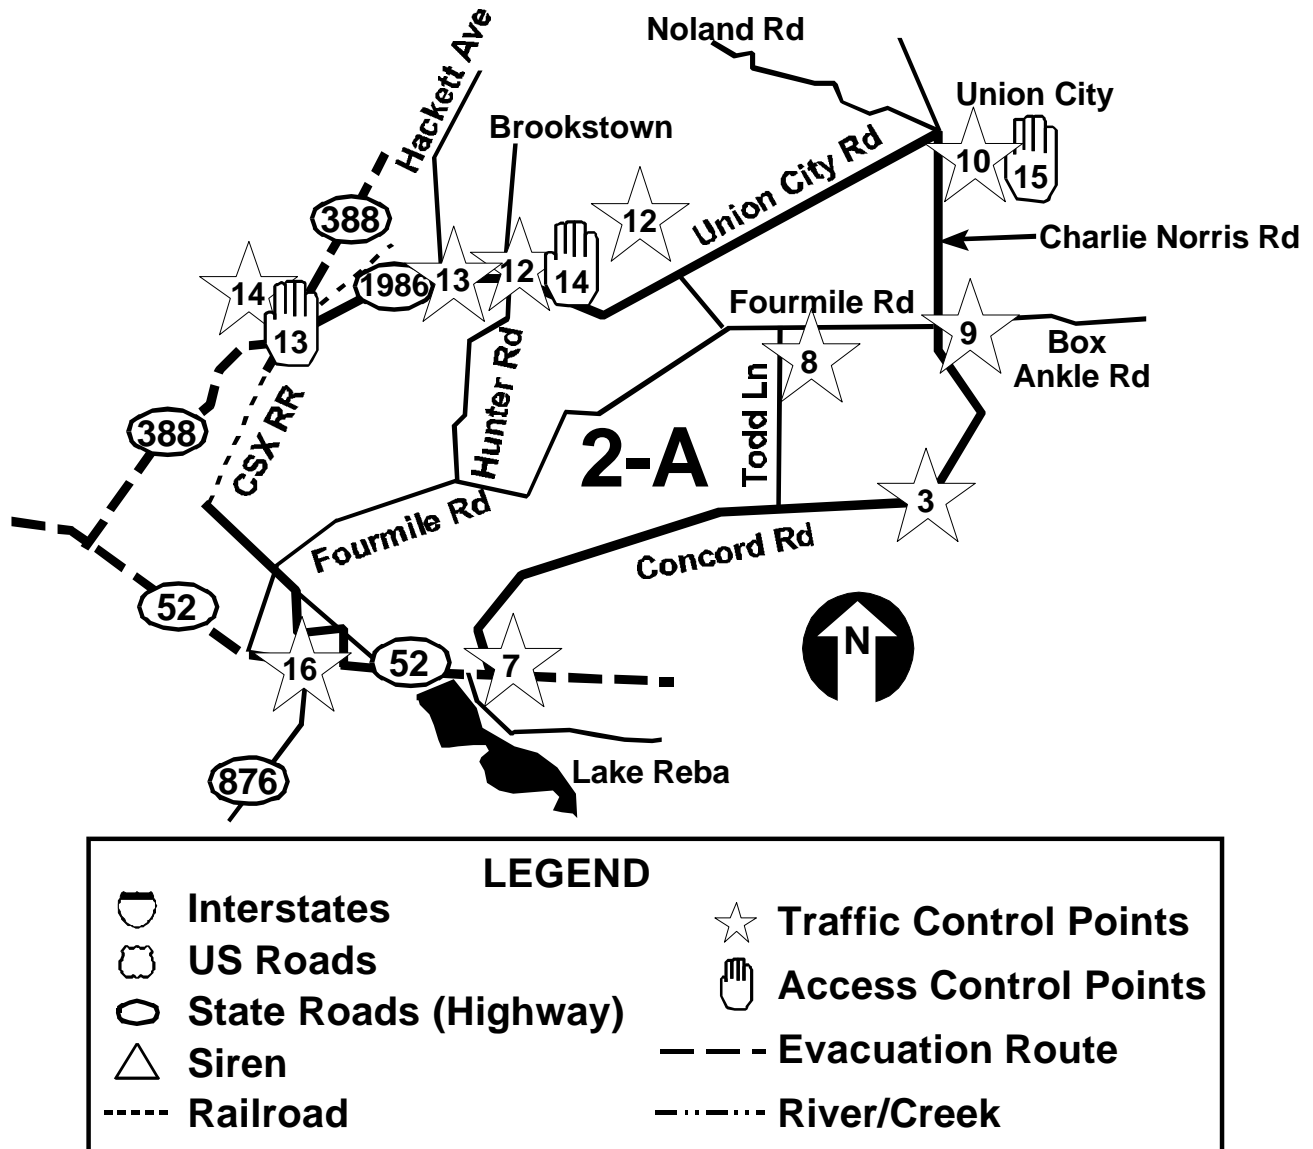 Noland Rd
Hackett Ave
Union City
Brookstown
10
15
Union City Rd
12
388
Charlie Norris Rd
14
1986
13
12
14
13
Fourmile Rd
9
Box
Ankle Rd
8
Hunter Rd
Todd Ln
388
CSX RR
2-A
3
Fourmile Rd
Concord Rd
52
N
16
52
7
876
Lake Reba
LEGEND
Interstates
US Roads
State Roads (Highway)
Siren
Railroad
Traffic Control Points
Access Control Points
Evacuation Route
River/Creek